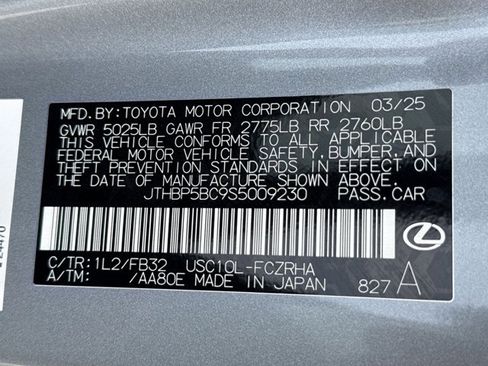 MFD.BY:TOYOTA MOTOR CORPORATION 03/25
GVWR 5025LB GAWR FR 2775LB RR 2760LB
THIS VEHICLE CONFORMS TO ALL APPLICABLE
FEDERAL MOTOR VEHICLE SAFETY, BUMPER, AND
THEFT PREVENTION STANDARDS IN EFFECT ON
THE DATE OF MANUFACTURE SHOWN ABOVE.
JTHBP5BC9S5009230 PASS.CAR
C/TR:1L2/FB32 USC10L-FCZRHA
A/TM: /AA80E MADE IN JAPAN 827A